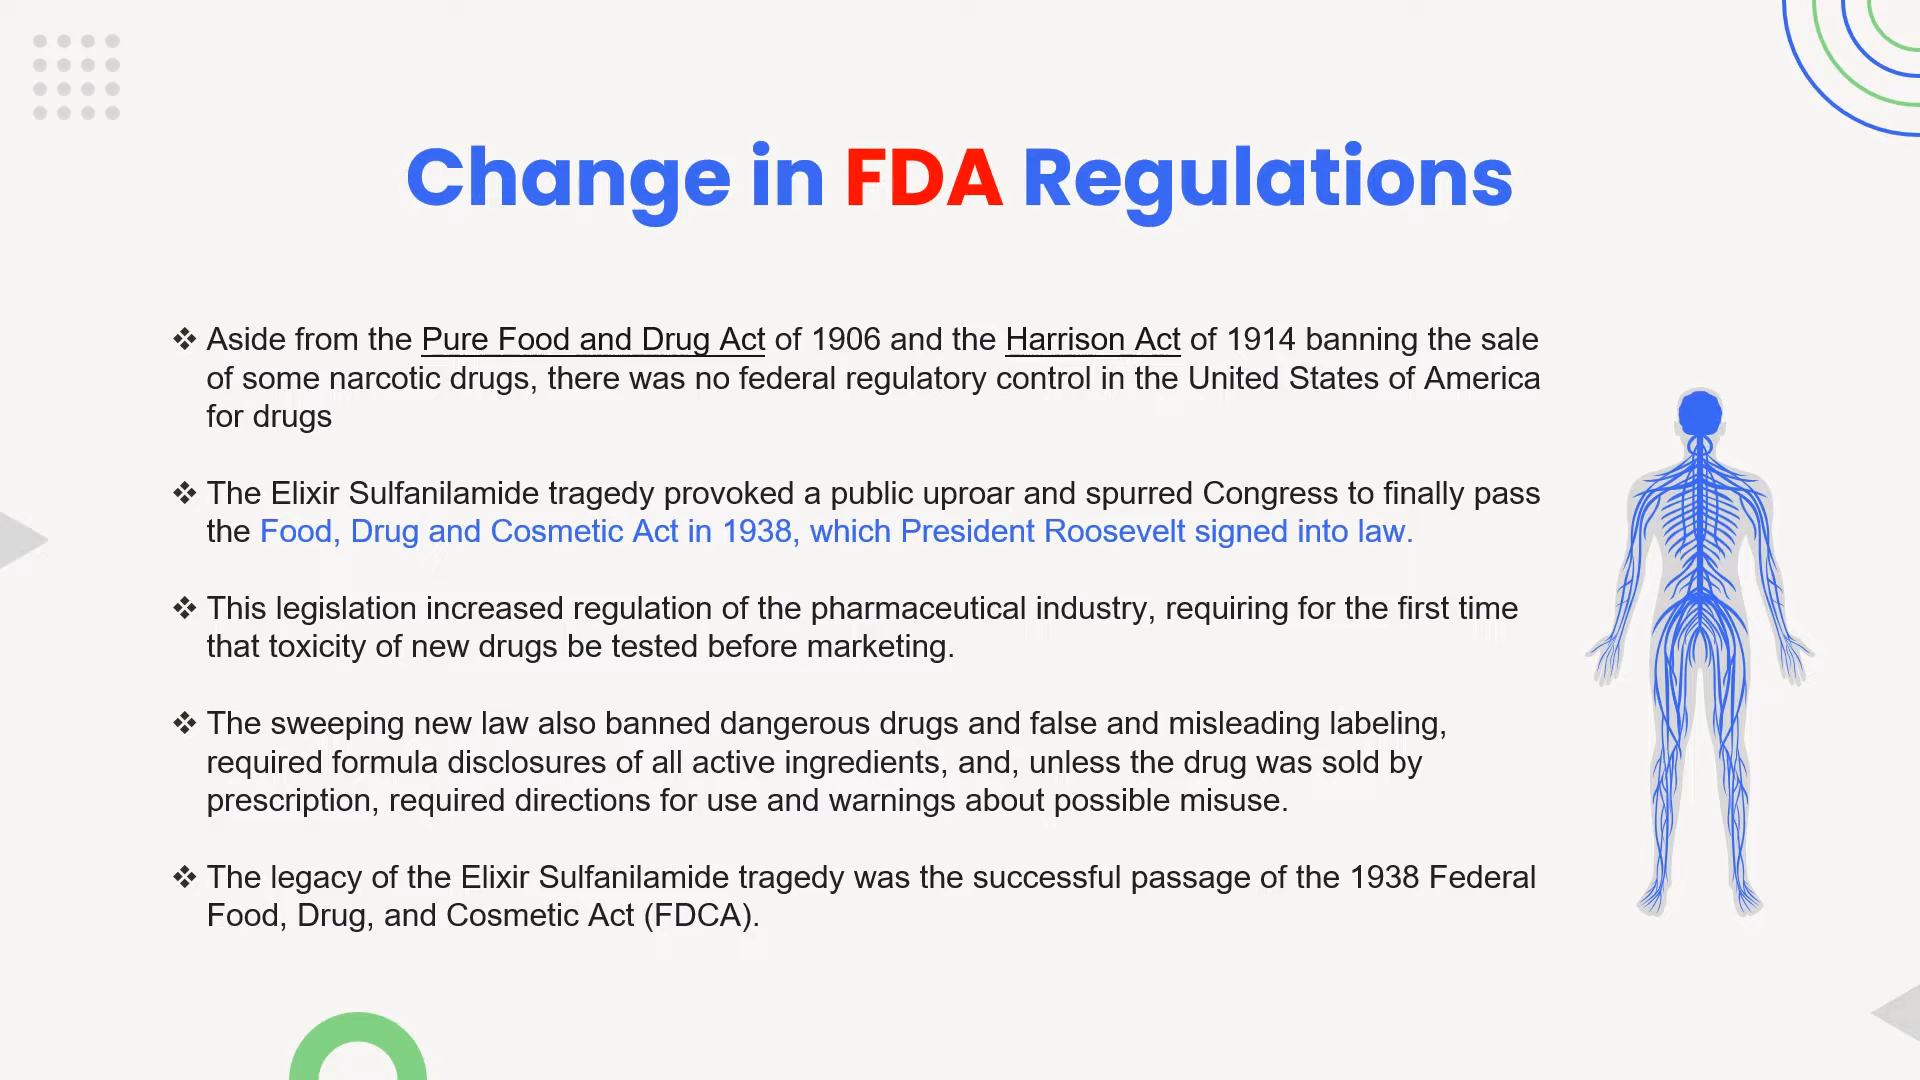 Change in FDA Regulations
❖ Aside from the Pure Food and Drug Act of 1906 and the Harrison Act of 1914 banning the sale
of some narcotic drugs, there was no federal regulatory control in the United States of America
for drugs
❖ The Elixir Sulfanilamide tragedy provoked a public uproar and spurred Congress to finally pass
the Food, Drug and Cosmetic Act in 1938, which President Roosevelt signed into law.
❖ This legislation increased regulation of the pharmaceutical industry, requiring for the first time
that toxicity of new drugs be tested before marketing.
❖ The sweeping new law also banned dangerous drugs and false and misleading labeling,
required formula disclosures of all active ingredients, and, unless the drug was sold by
prescription, required directions for use and warnings about possible misuse.
❖ The legacy of the Elixir Sulfanilamide tragedy was the successful passage of the 1938 Federal
Food, Drug, and Cosmetic Act (FDCA).